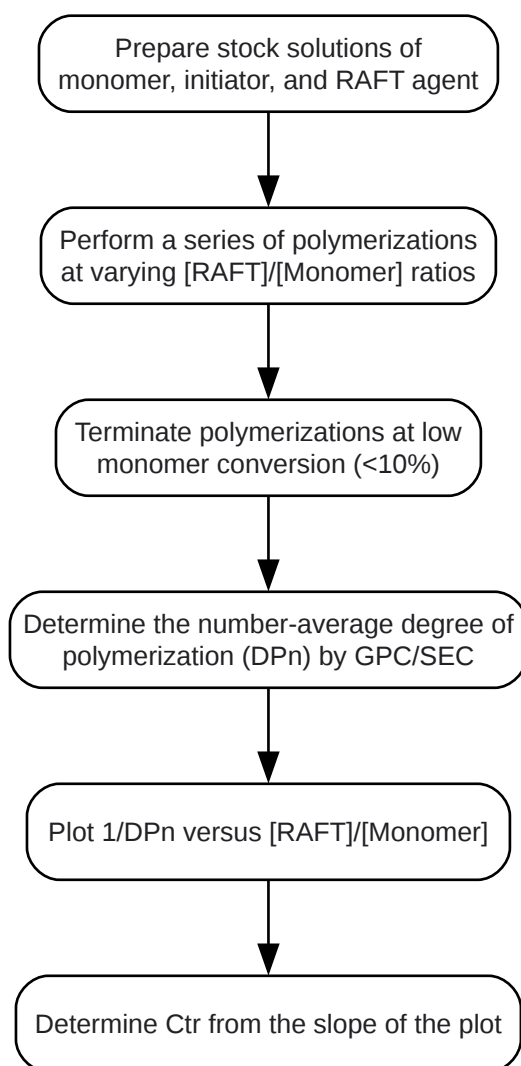 Prepare stock solutions of
monomer, initiator, and RAFT agent
Perform a series of polymerizations
at varying [RAFT]/[Monomer] ratios
Terminate polymerizations at low
monomer conversion (<10%)
Determine the number-average degree of
polymerization (DPn) by GPC/SEC
Plot 1/DPn versus [RAFT]/[Monomer]
Determine Ctr from the slope of the plot